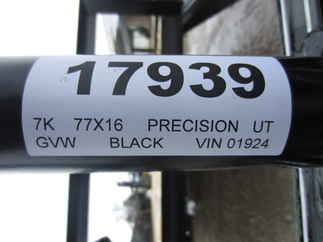 17939
7K 77X16 PRECISION UT
GVW BLACK VIN 01924